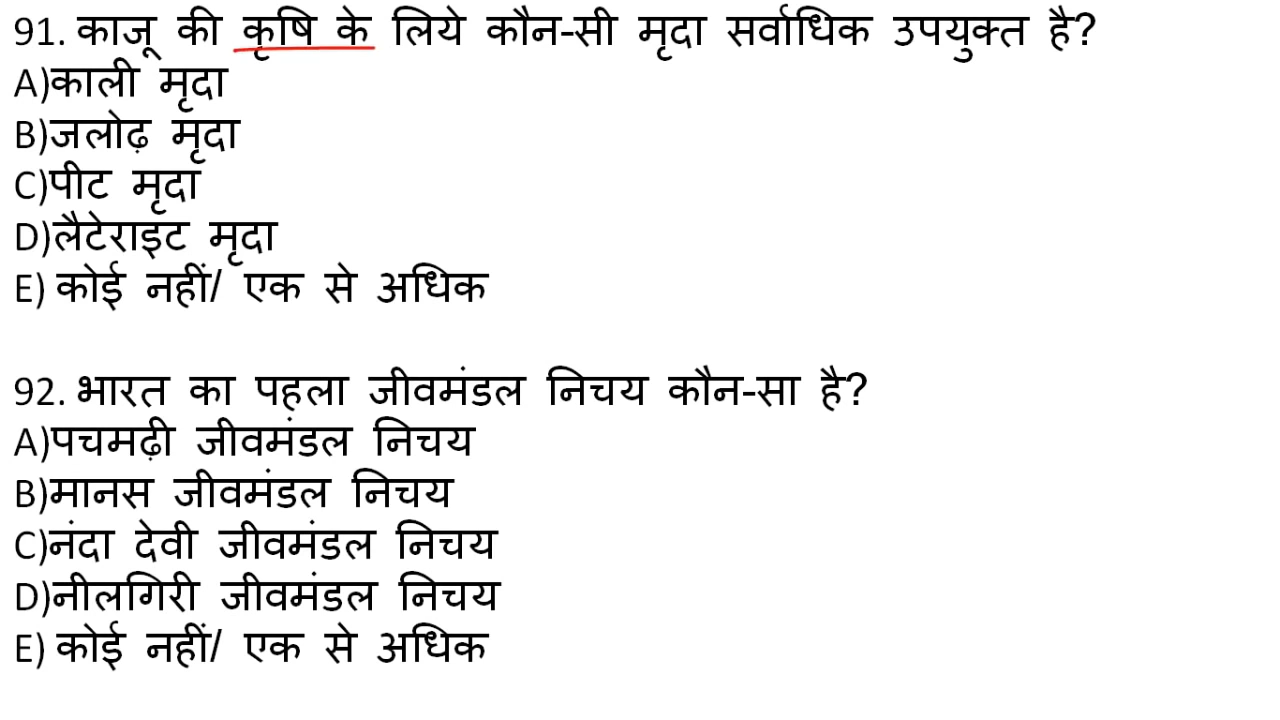 91. काजू की कृषि के लिये कौन-सी मृदा सर्वाधिक उपयुक्त है?
A)काली मृदा
B)जलोढ़ मृदा
C)पीट मृदा
D)लैटेराइट मृदा
E) कोई नहीं/ एक से अधिक
92. भारत का पहला जीवमंडल निचय कौन-सा है?
A)पचमढ़ी जीवमंडल निचय
B)मानस जीवमंडल निचय
C)नंदा देवी जीवमंडल निचय
D)नीलगिरी जीवमंडल निचय
E) कोई नहीं/ एक से अधिक